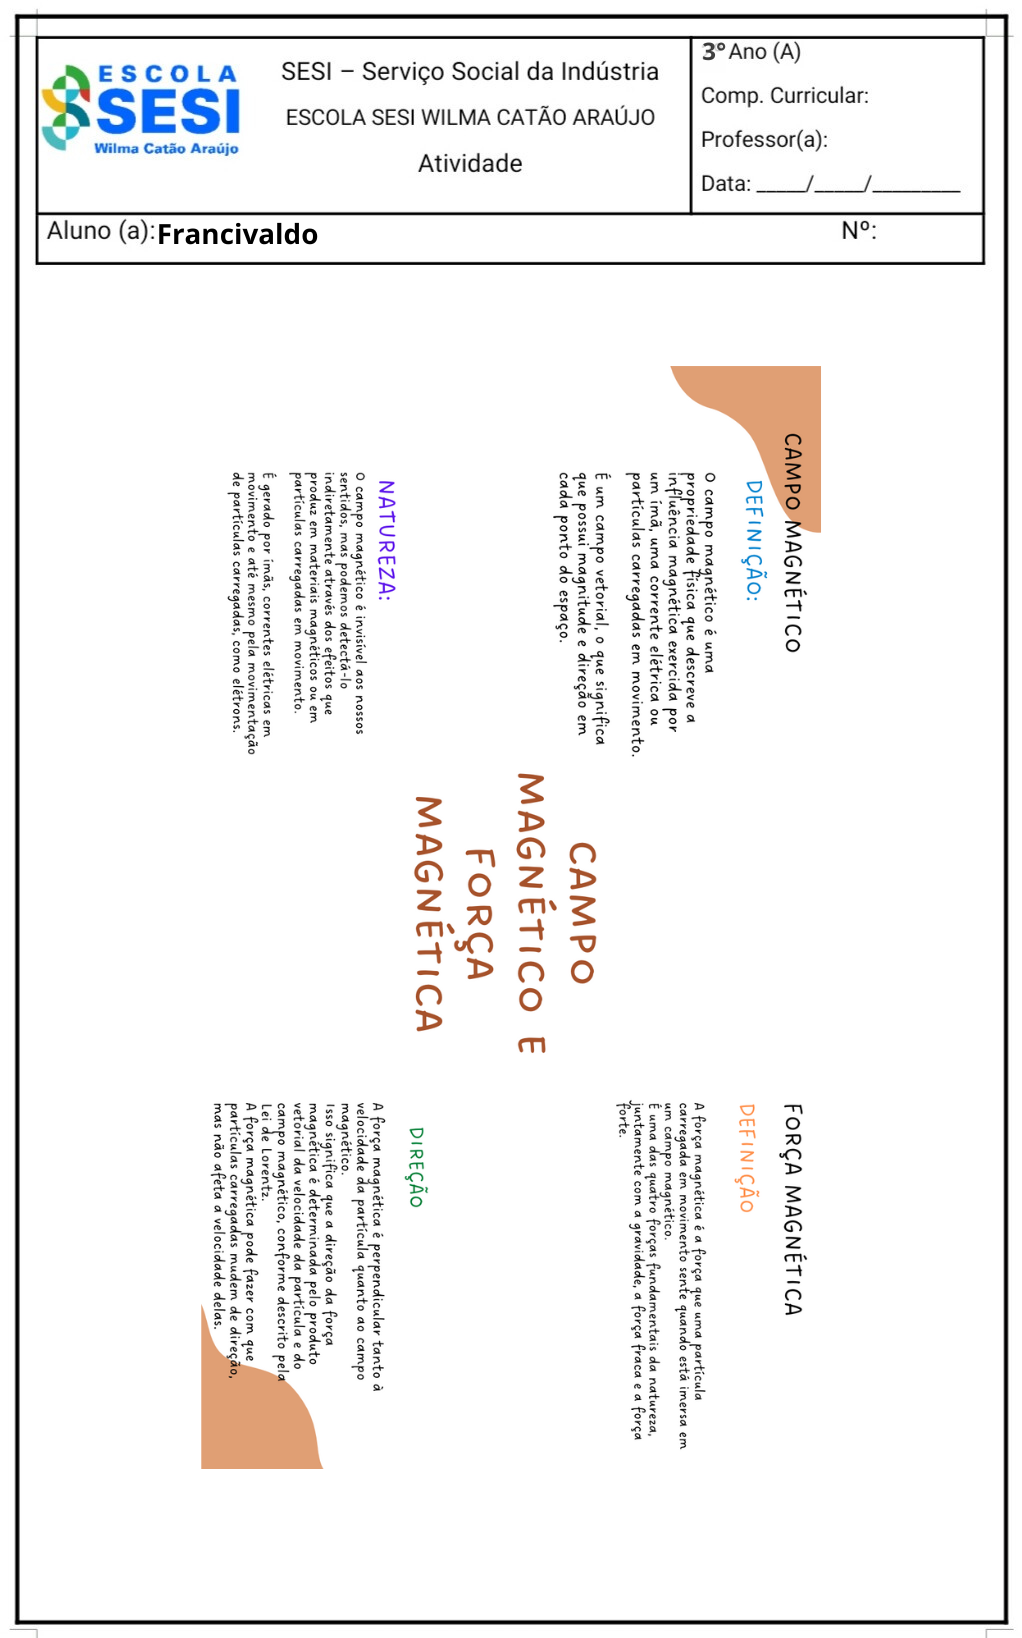 ESCOLA
SESI
Wilma Catão Araújo
SESI – Serviço Social da Indústria
ESCOLA SESI WILMA CATÃO ARAÚJO
Atividade
3º Ano (A)
Comp. Curricular:
Professor(a):
Data: _____/_____/_________
Aluno (a):Francivaldo
Nº:
CAMPO MAGNÉTICO
DEFINIÇÃO:
O campo magnético é uma
propriedade física que descreve a
influência magnética exercida por
um imã, uma corrente elétrica ou
partículas carregadas em movimento.
É um campo vetorial, o que significa
que possui magnitude e direção em
cada ponto do espaço.
NATUREZA:
O campo magnético é invisível aos nossos
sentidos, mas podemos detectá-lo
indiretamente através dos efeitos que
produz em materiais magnéticos ou em
partículas carregadas em movimento.
É gerado por imãs, correntes elétricas em
movimento e até mesmo pela movimentação
de partículas carregadas, como elétrons.
CAMPO
MAGNÉTICO E
FORÇA
MAGNÉTICA
FORÇA MAGNÉTICA
DEFINIÇÃO
A força magnética é a força que uma partícula
carregada em movimento sente quando está imersa em
um campo magnético.
É uma das quatro forças fundamentais da natureza,
juntamente com a gravidade, a força fraca e a força
forte.
DIREÇÃO
A força magnética é perpendicular tanto à
velocidade da partícula quanto ao campo
magnético.
Isso significa que a direção da força
magnética é determinada pelo produto
vetorial da velocidade da partícula e do
campo magnético, conforme descrito pela
Lei de Lorentz.
A força magnética pode fazer com que
partículas carregadas mudem de direção,
mas não afeta a velocidade delas.